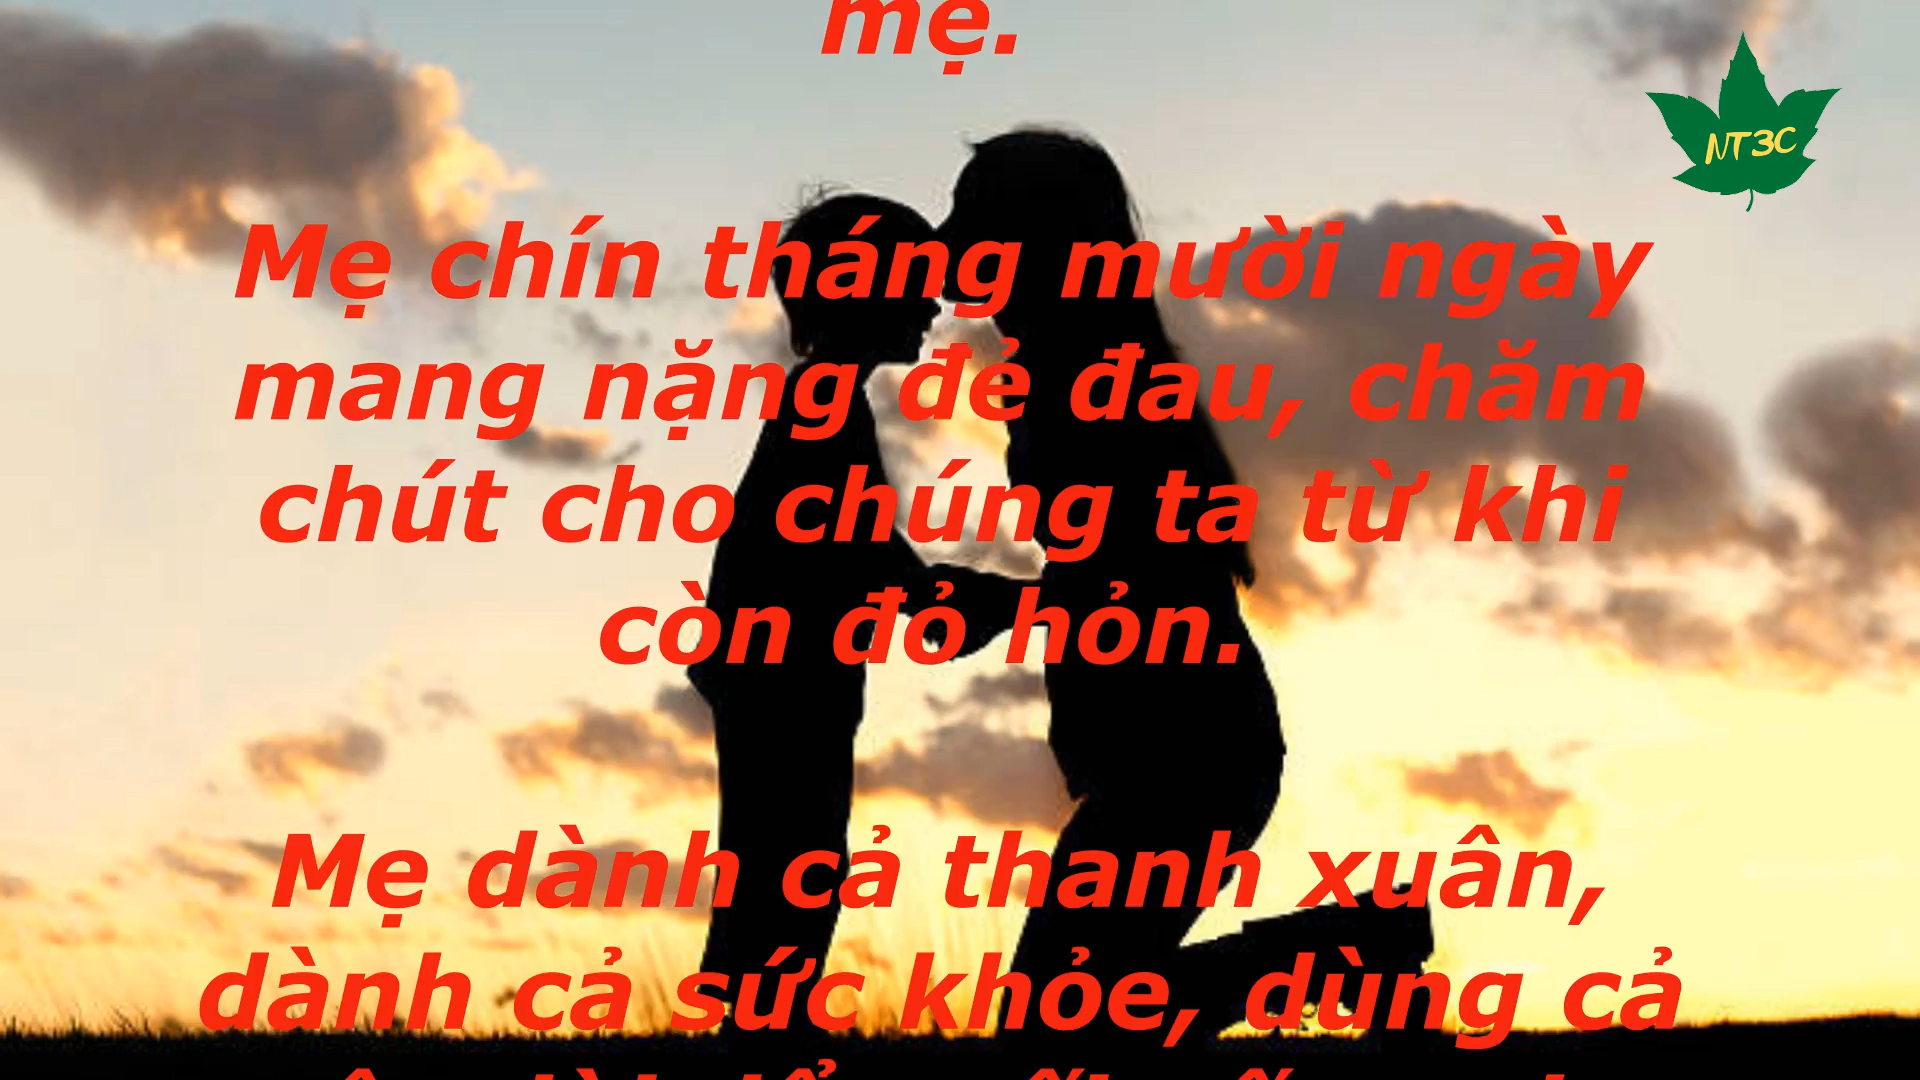 mẹ.
NT3C
Mẹ chín tháng mười ngày
mang nặng đẻ đau, chăm
chút cho chúng ta từ khi
còn đỏ hỏn.
Mẹ dành cả thanh xuân,
dành cả sức khỏe, dùng cả